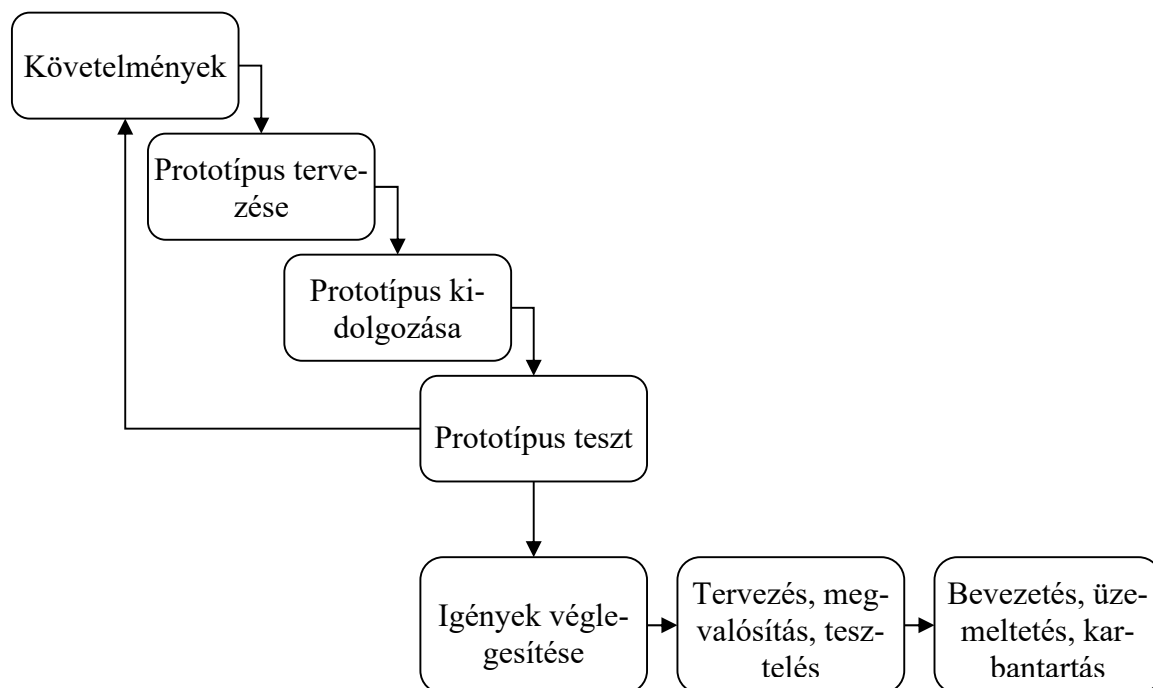 Követelmények
Prototípus terve-
zése
Prototípus ki-
dolgozása
Prototípus teszt
Igények végle-
gesítése
Tervezés, meg-
valósítás, tesz-
telés
Bevezetés, üze-
meltetés, kar-
bantartás